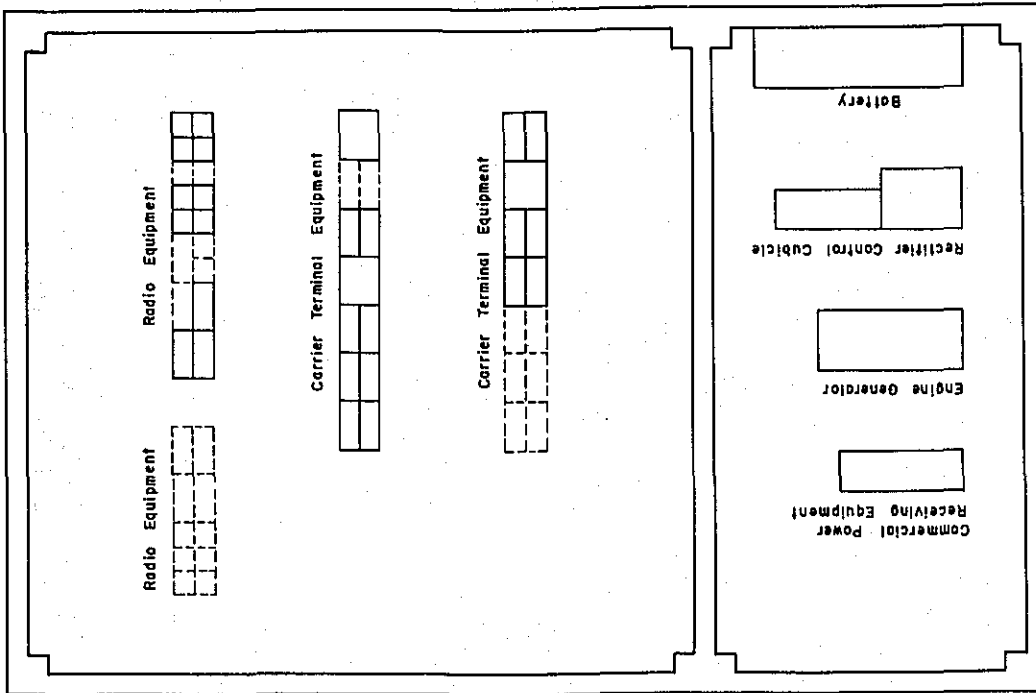 Radio Equipment
Radio Equipment
Carrier Terminal Equipment
Carrier Terminal Equipment
Battery
Rectifier Control Cubicle
Engine Generator
Commercial Power
Receiving Equipment